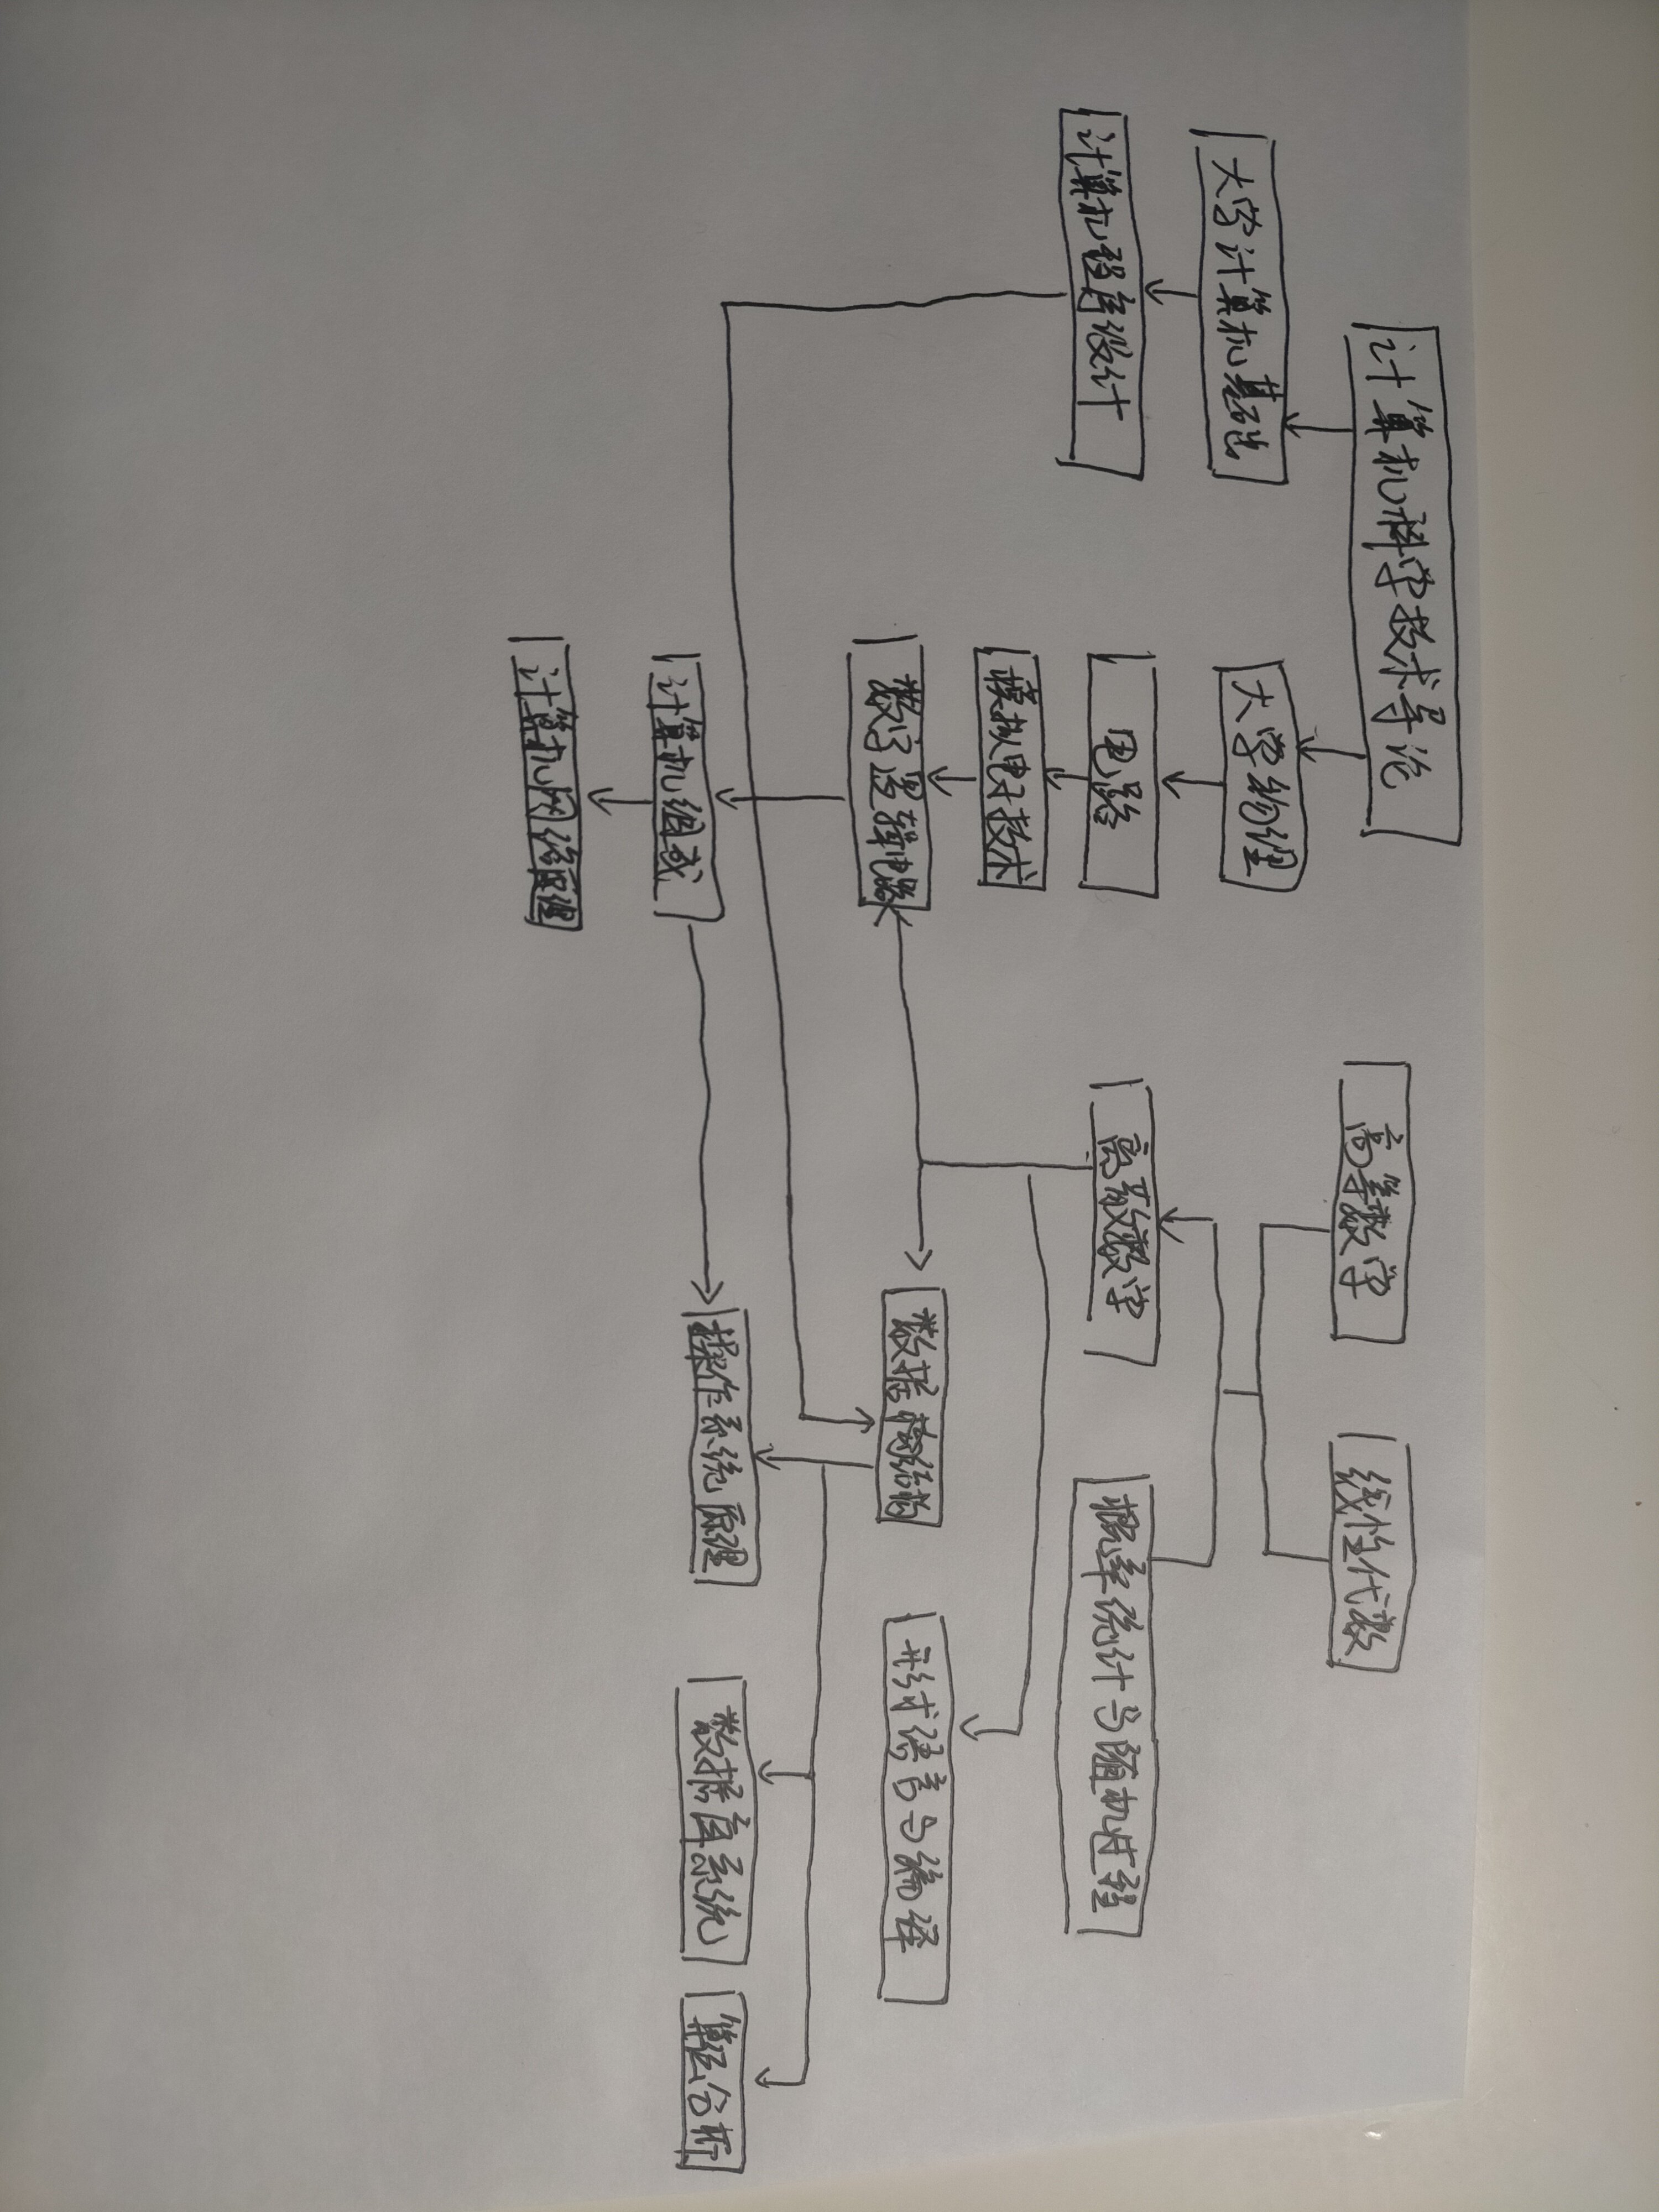 计算机科学技术导论
高等数学
线性代数
大学计算机基础
大学物理
计算机程序设计
电路
离散数学
概率统计与随机过程
模拟电子技术
数字逻辑电路
数据构结构
形式语言与编译
计算机组成
操作系统原理
数据库系统
算法分析
计算机网络原理